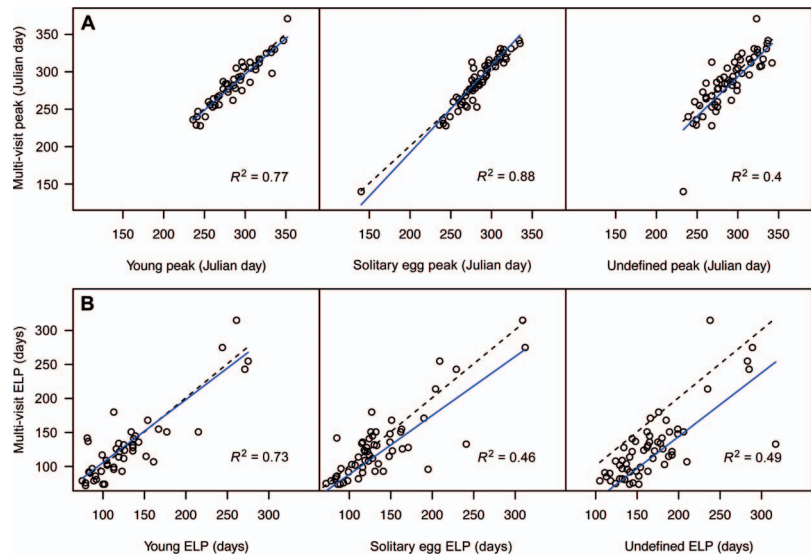 A
Multi-visit peak (Julian day)
350
300
250
200
150
R² = 0.77
R² = 0.88
R² = 0.4
150 200 250 300 350
150 200 250 300 350
150 200 250 300 350
Young peak (Julian day)
Solitary egg peak (Julian day)
Undefined peak (Julian day)
B
Multi-visit ELP (days)
300
250
200
150
100
R² = 0.73
R² = 0.46
R² = 0.49
100 150 200 250 300
100 150 200 250 300
100 150 200 250 300
Young ELP (days)
Solitary egg ELP (days)
Undefined ELP (days)